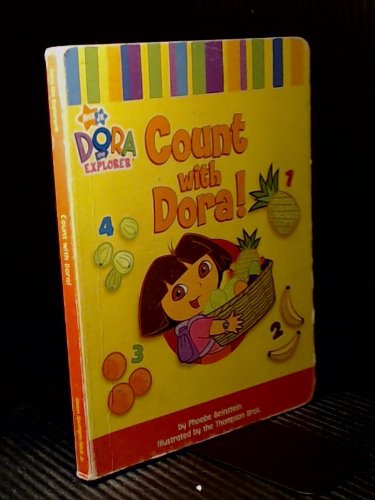 DORA
the
EXPLORER
Count
with
Dora!
1
4
2
3
by Phoebe Beinstein
illustrated by the Thompson Bros.
Count with Dora!